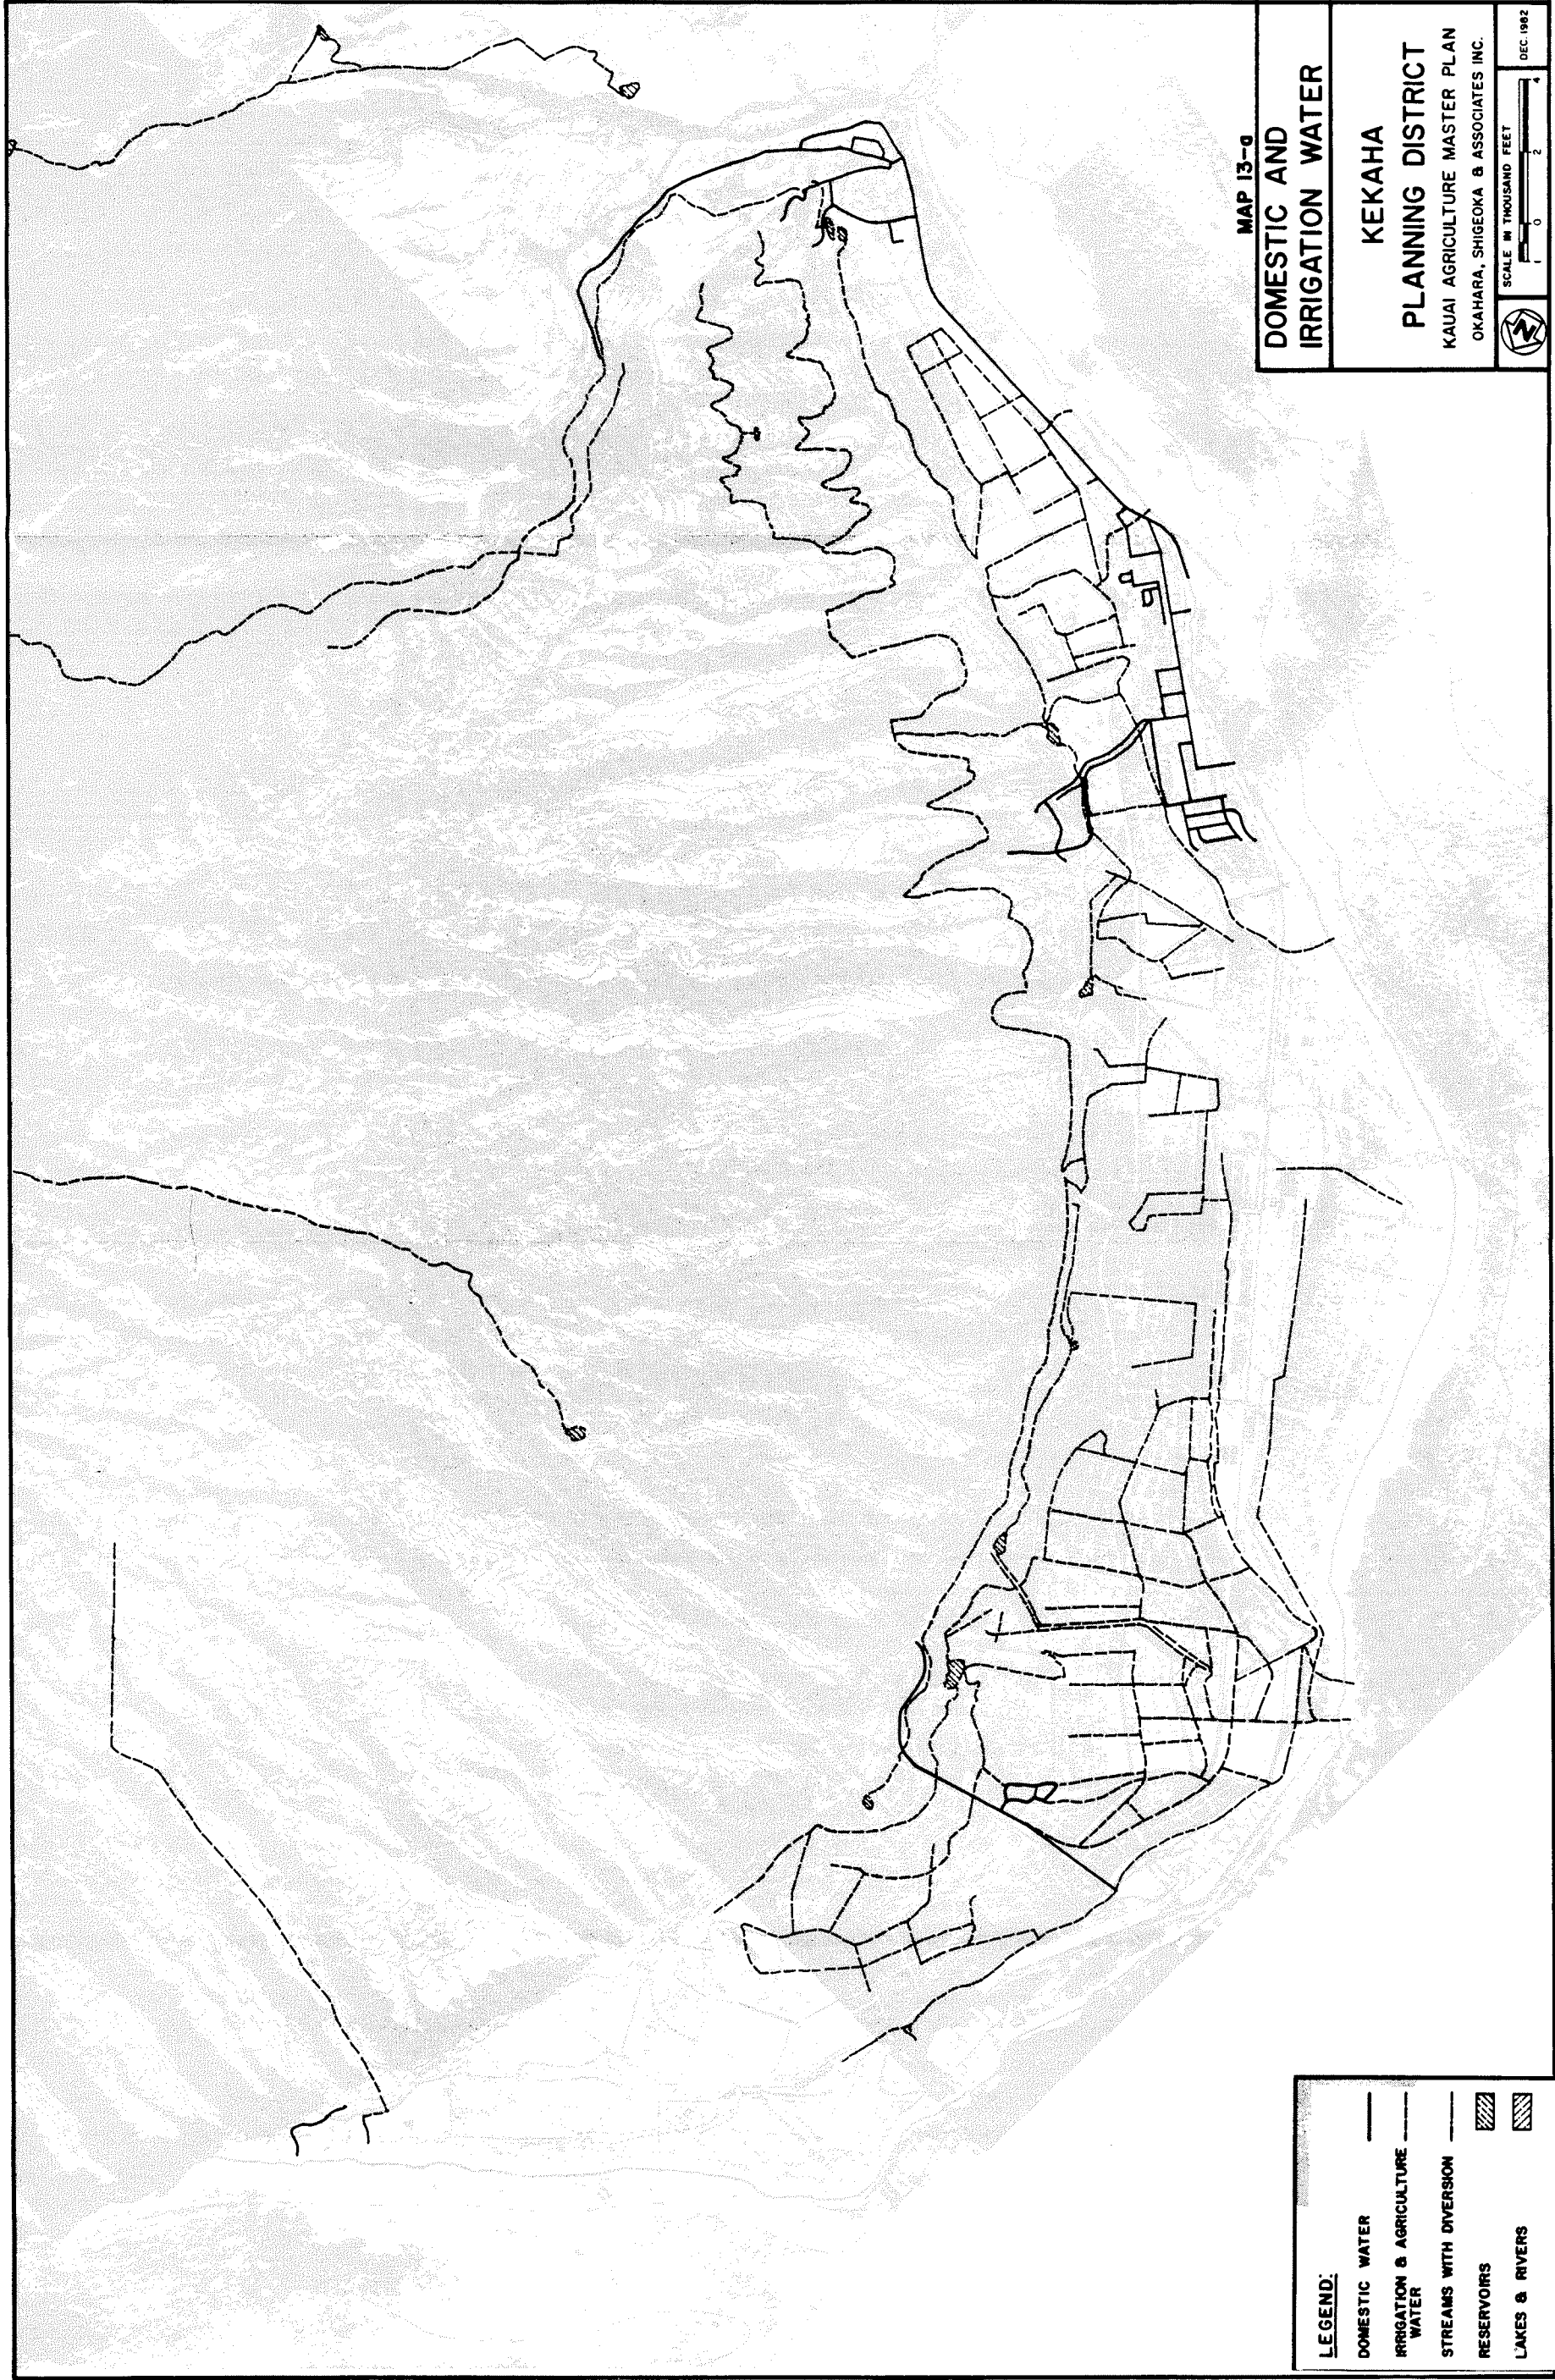 MAP 13-a
DOMESTIC AND
IRRIGATION WATER
KEKAHA
PLANNING DISTRICT
KAUAI AGRICULTURE MASTER PLAN
OKAHARA, SHIGEOKA & ASSOCIATES INC.
N
SCALE IN THOUSAND FEET
1 0 2 4
DEC. 1982
LEGEND:
DOMESTIC WATER
IRRIGATION & AGRICULTURE
WATER
STREAMS WITH DIVERSION
RESERVOIRS
LAKES & RIVERS